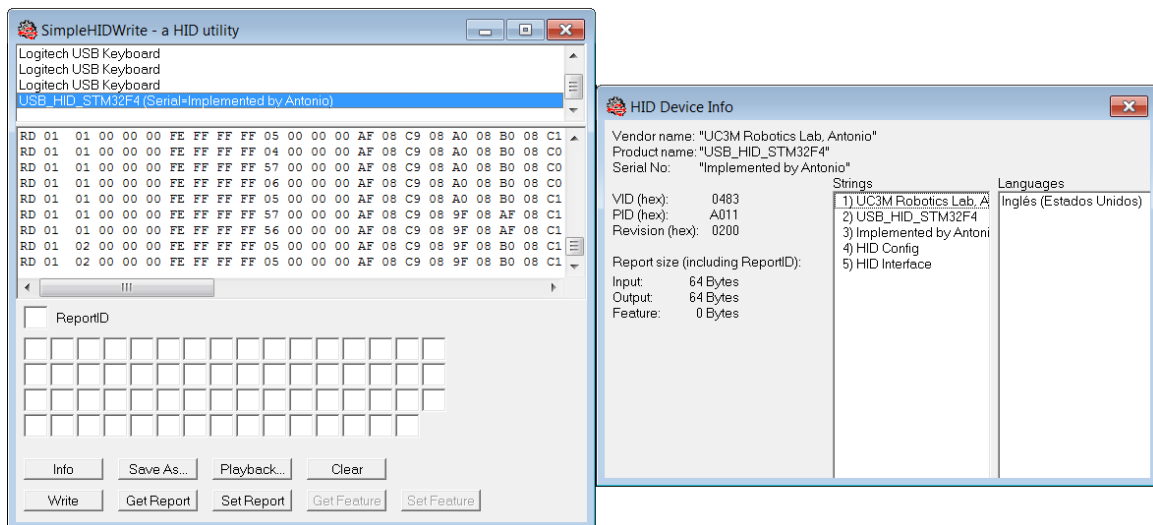 SimpleHIDWrite - a HID utility
Logitech USB Keyboard
Logitech USB Keyboard
Logitech USB Keyboard
USB_HID_STM32F4 (Serial=Implemented by Antonio)
RD 01 01 00 00 00 FE FF FF FF 05 00 00 00 AF 08 C9 08 A0 08 B0 08 C1
RD 01 01 00 00 00 FE FF FF FF 04 00 00 00 AF 08 C9 08 A0 08 B0 08 C0
RD 01 01 00 00 00 FE FF FF FF 57 00 00 00 AF 08 C9 08 A0 08 B0 08 C0
RD 01 01 00 00 00 FE FF FF FF 06 00 00 00 AF 08 C9 08 A0 08 B0 08 C0
RD 01 01 00 00 00 FE FF FF FF 05 00 00 00 AF 08 C9 08 A0 08 B0 08 C0
RD 01 01 00 00 00 FE FF FF FF 57 00 00 00 AF 08 C9 08 9F 08 AF 08 C1
RD 01 01 00 00 00 FE FF FF FF 56 00 00 00 AF 08 C9 08 9F 08 AF 08 C1
RD 01 02 00 00 00 FE FF FF FF 05 00 00 00 AF 08 C9 08 9F 08 B0 08 C1
RD 01 02 00 00 00 FE FF FF FF 05 00 00 00 AF 08 C9 08 9F 08 B0 08 C1
ReportID
Info Save As... Playback... Clear
Write Get Report Set Report Get Feature Set Feature
HID Device Info
Vendor name: "UC3M Robotics Lab, Antonio"
Product name: "USB_HID_STM32F4"
Serial No: "Implemented by Antonio"
VID (hex): 0483
PID (hex): A011
Revision (hex): 0200
Report size (including ReportID):
Input: 64 Bytes
Output: 64 Bytes
Feature: 0 Bytes
Strings
1) UC3M Robotics Lab, A
2) USB_HID_STM32F4
3) Implemented by Antoni
4) HID Config
5) HID Interface
Languages
Inglés (Estados Unidos)